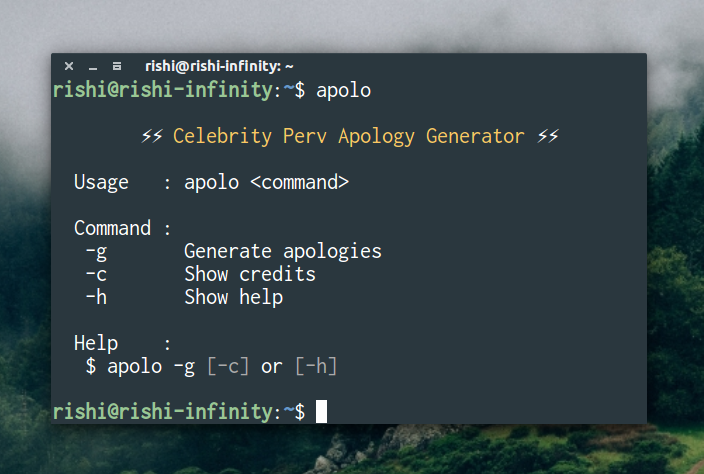 rishi@rishi-infinity: ~
rishi@rishi-infinity:~$ apolo
⚡⚡ Celebrity Perv Apology Generator ⚡⚡
Usage : apolo <command>
Command :
-g Generate apologies
-c Show credits
-h Show help
Help :
$ apolo -g [-c] or [-h]
rishi@rishi-infinity:~$